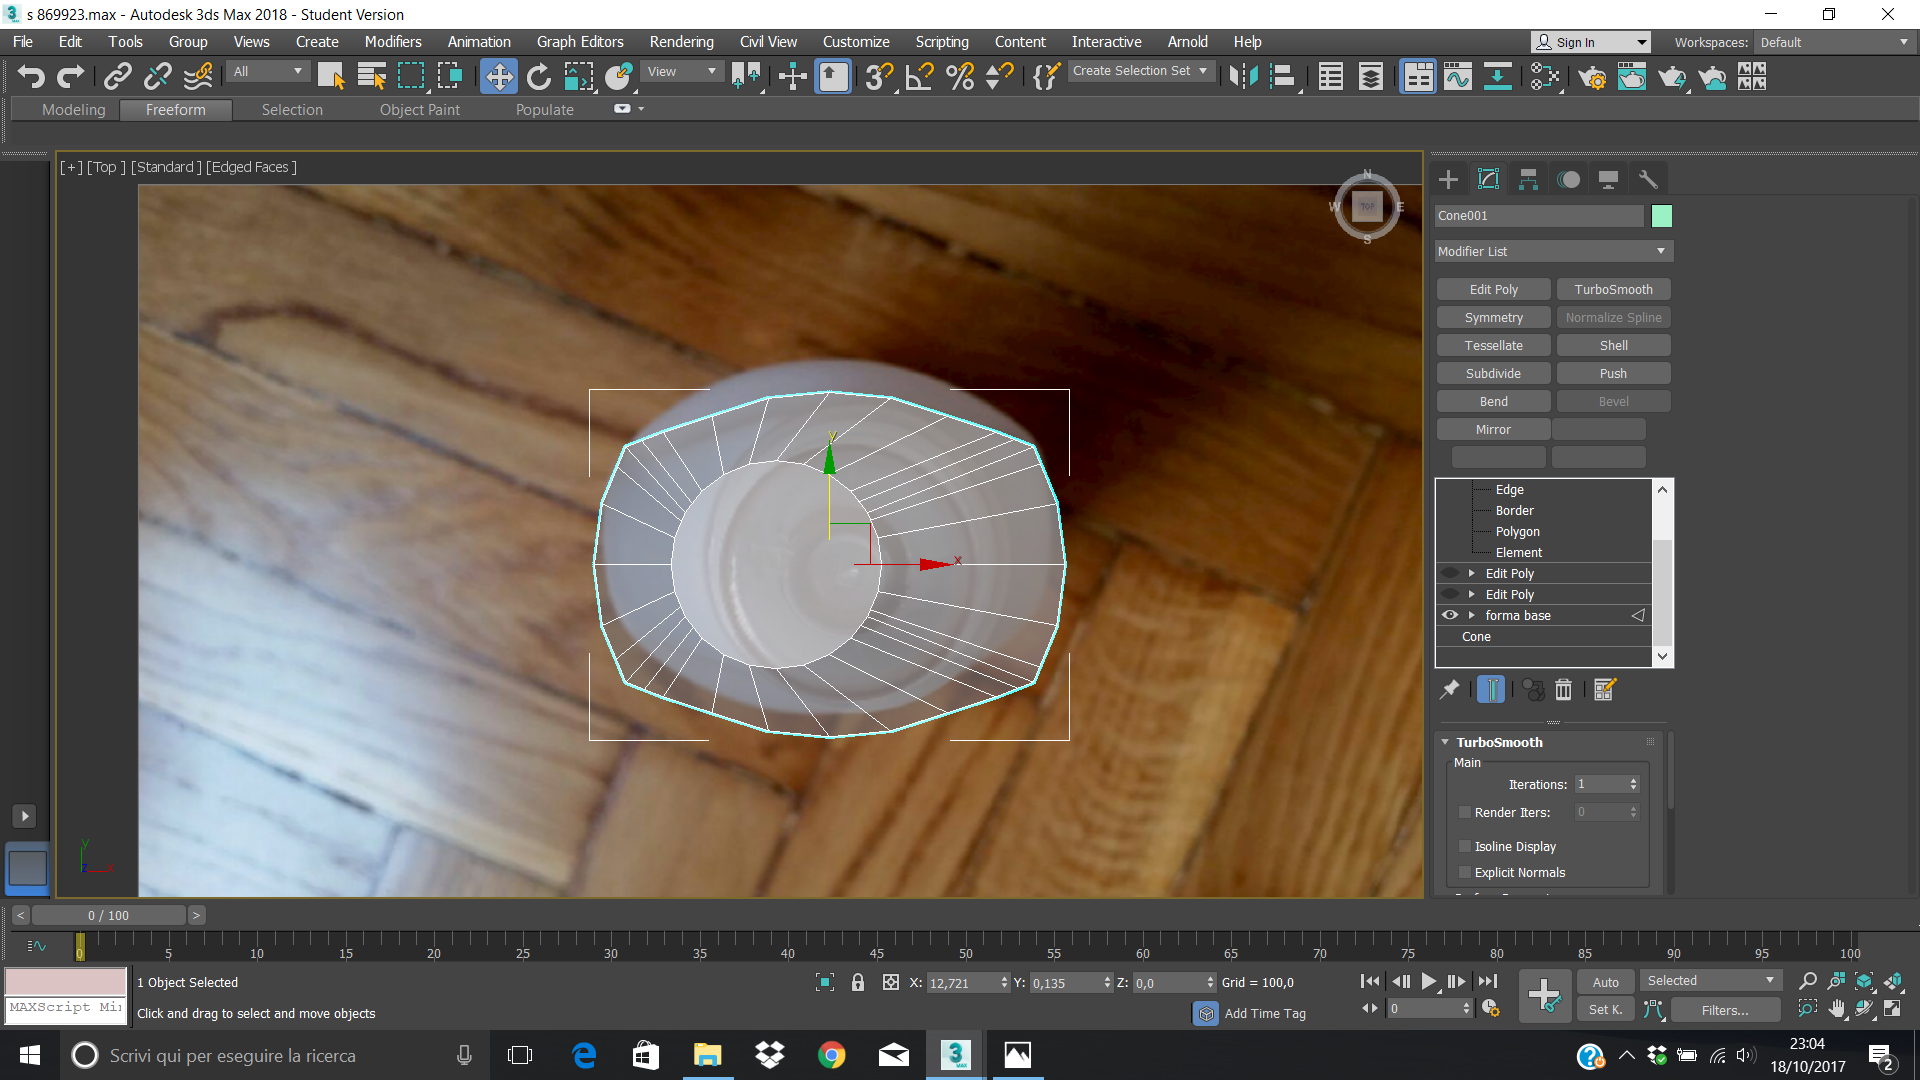 s 869923.max - Autodesk 3ds Max 2018 - Student Version
File Edit Tools Group Views Create Modifiers Animation Graph Editors Rendering Civil View Customize Scripting Content Interactive Arnold Help Sign In Workspaces: Default
All View Create Selection Set
Modeling Freeform Selection Object Paint Populate
[+] [Top ] [Standard ] [Edged Faces ]
N
W TOP E
S
Cone001
Modifier List
Edit Poly TurboSmooth
Symmetry Normalize Spline
Tessellate Shell
Subdivide Push
Bend Bevel
Mirror
y
x
Edge
Border
Polygon
Element
Edit Poly
Edit Poly
forma base
Cone
TurboSmooth
Main
Iterations: 1
Render Iters: 0
Isoline Display
Explicit Normals
y
z x
< 0 / 100 >
0 5 10 15 20 25 30 35 40 45 50 55 60 65 70 75 80 85 90 95 100
1 Object Selected X: 12,721 Y: 0,135 Z: 0,0 Grid = 100,0 Auto Selected
MAXScript Mi
Click and drag to select and move objects Add Time Tag 0 Set K. Filters...
Scrivi qui per eseguire la ricerca
23:04
18/10/2017
2